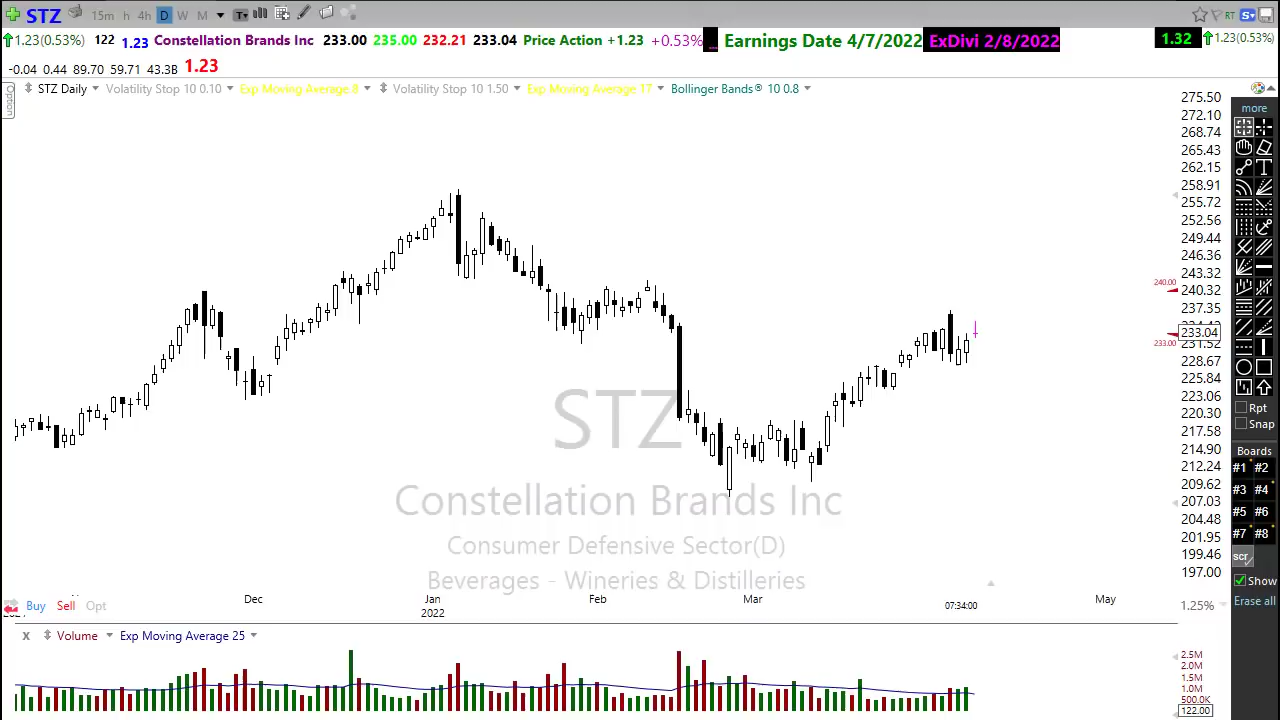 STZ 15m h 4h D W M T RT S
1.23(0.53%) 122 1.23 Constellation Brands Inc 233.00 235.00 232.21 233.04 Price Action +1.23 +0.53% Earnings Date 4/7/2022 ExDivi 2/8/2022 1.32 1.23(0.53%)
-0.04 0.44 89.70 59.71 43.3B 1.23
Option
STZ Daily Volatility Stop 10 0.10 Exp Moving Average 8 Volatility Stop 10 1.50 Exp Moving Average 17 Bollinger Bands® 10 0.8
275.50
272.10
268.74
265.43
262.15
258.91
255.72
252.56
249.44
246.36
243.32
240.00
240.32
237.35
233.04
233.00
231.52
228.67
225.84
223.06
220.30
217.58
214.90
212.24
209.62
207.03
204.48
201.95
199.46
197.00
more
Rpt
Snap
Boards
#1 #2
#3 #4
#5 #6
#7 #8
scr
Show
Erase all
STZ
Constellation Brands Inc
Consumer Defensive Sector(D)
Beverages - Wineries & Distilleries
Dec Jan Feb Mar May
2022
07:34:00
1.25%
Buy Sell Opt
x Volume Exp Moving Average 25
2.5M
2.0M
1.5M
1.0M
500.0K
122.00